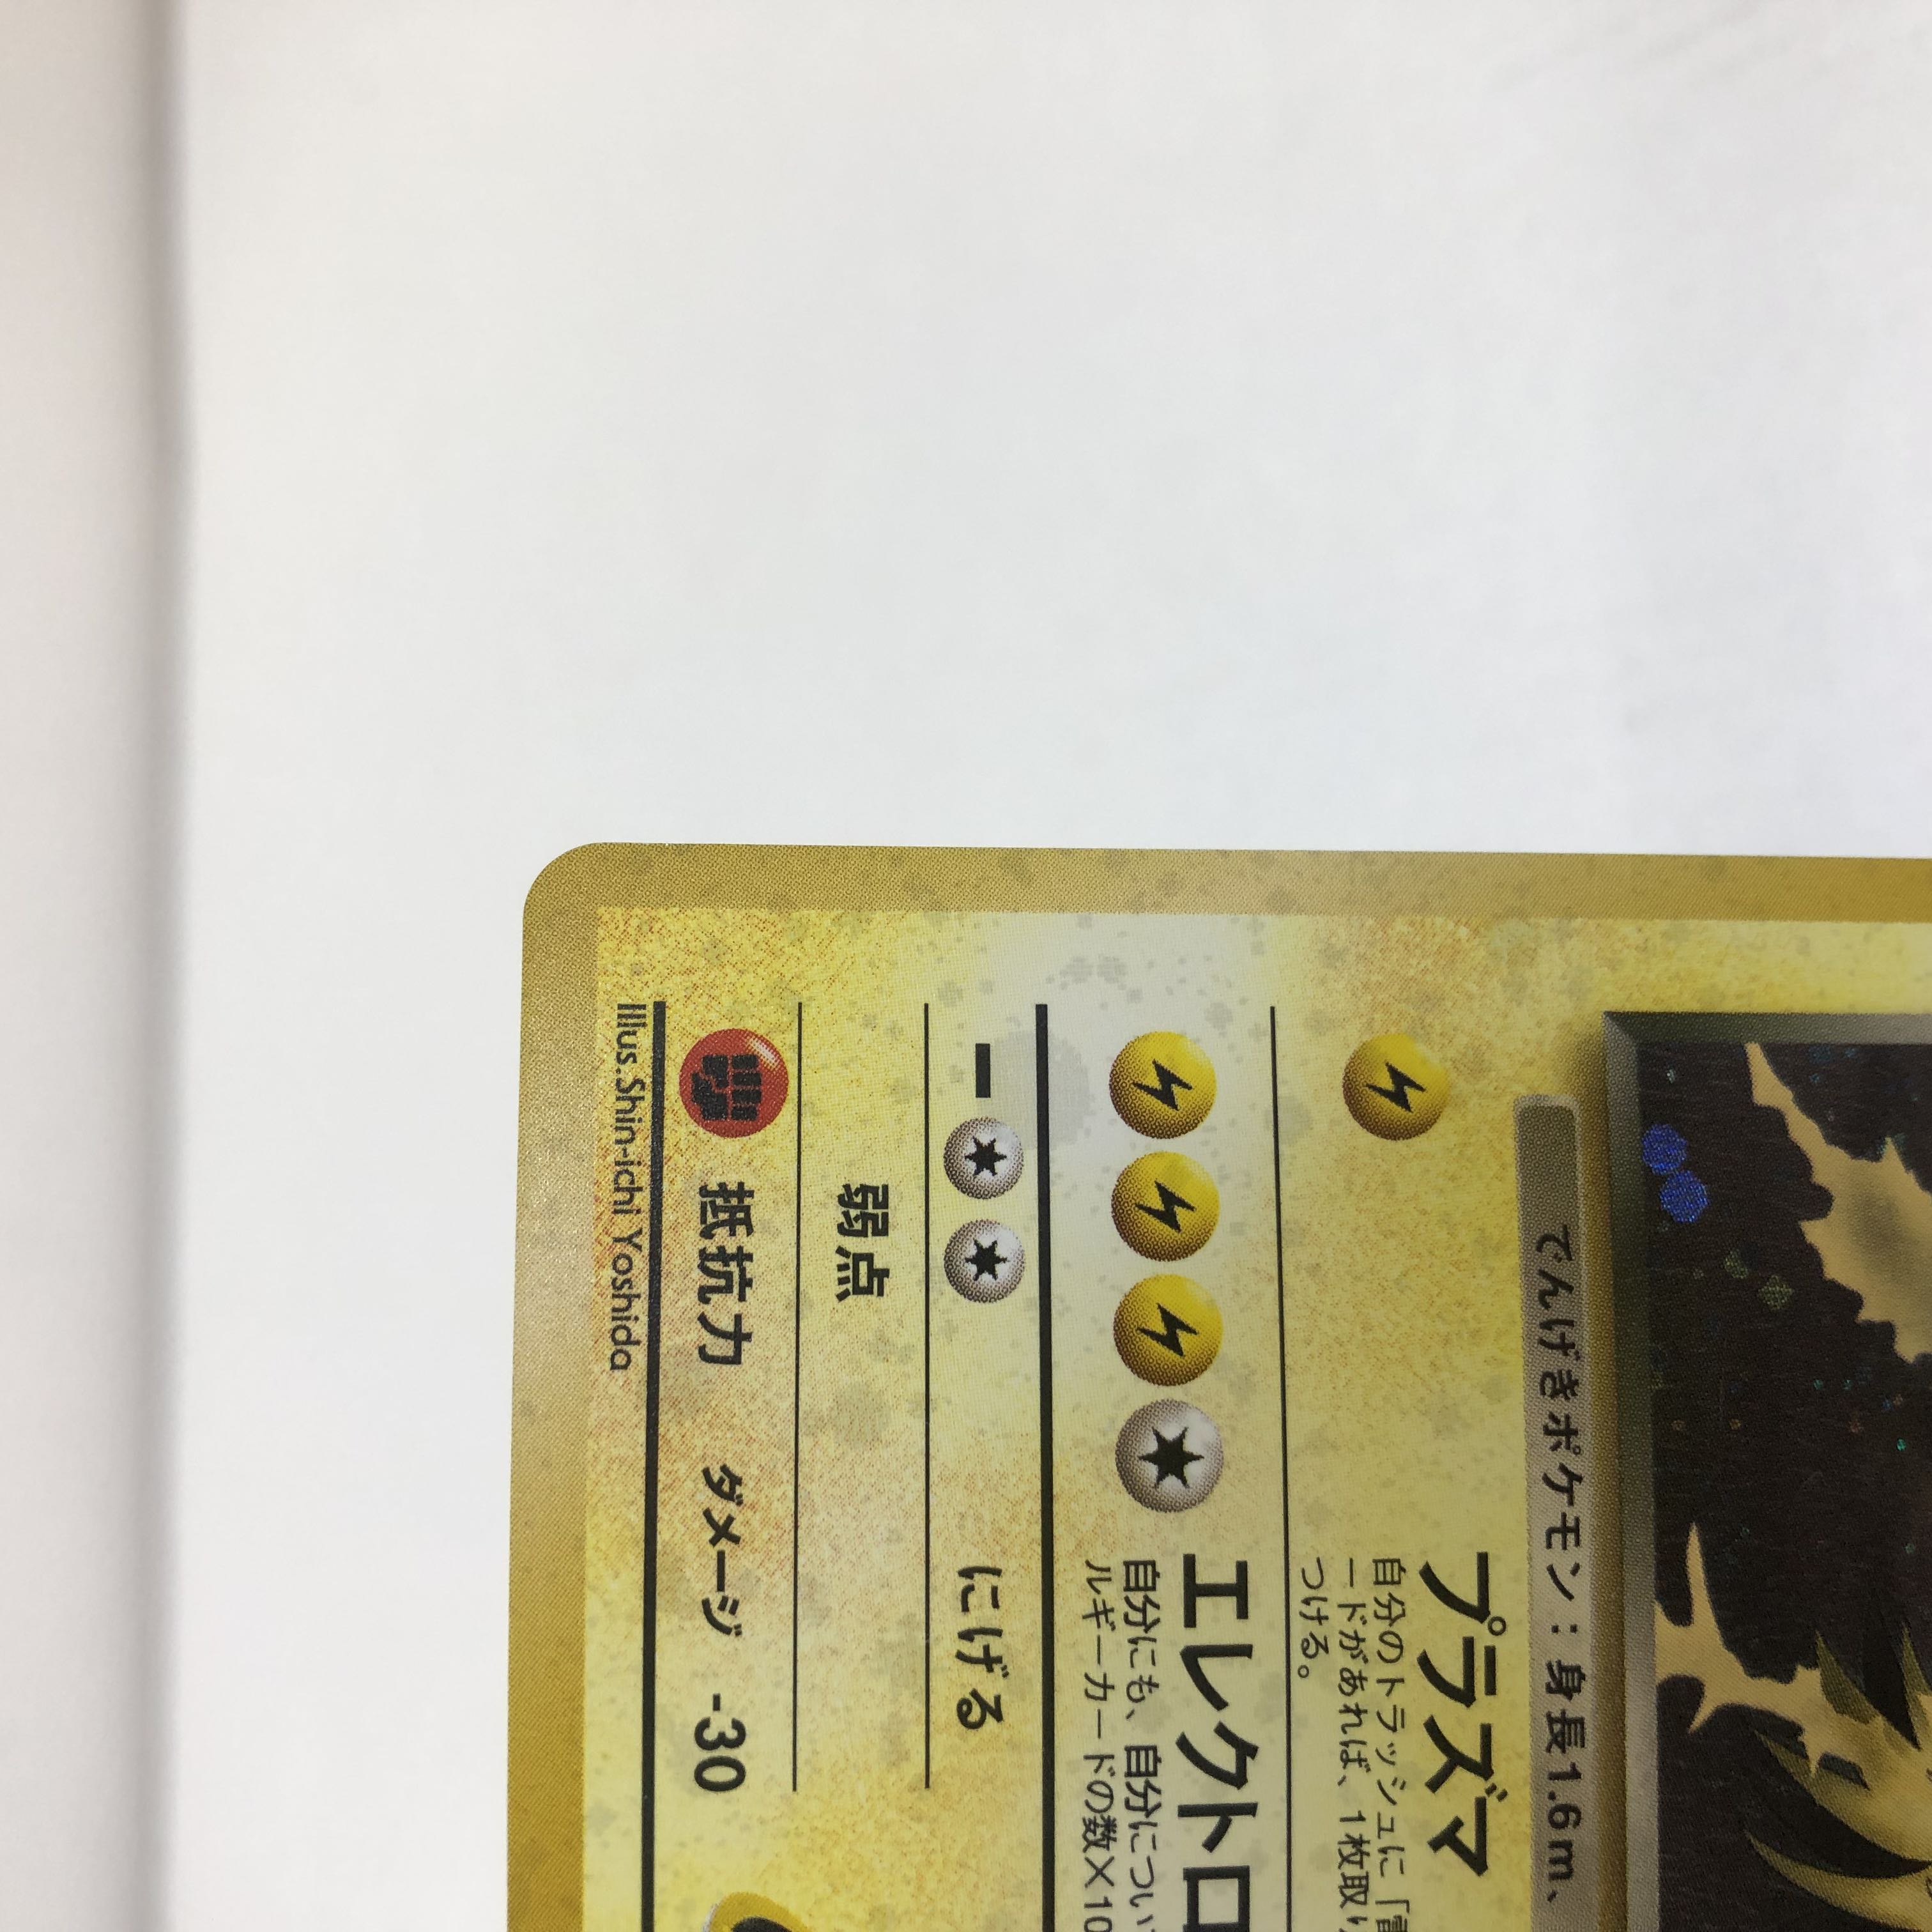 でんげきポケモン：身長1.6m、
プラズマ
自分のトラッシュに「雷
ードがあれば、1枚取り
つける。
エレクトロ
自分にも、自分につい
ルギーカードの数×10
にげる
弱点
抵抗力 ダメージ -30
Illus.Shin-ichi Yoshida